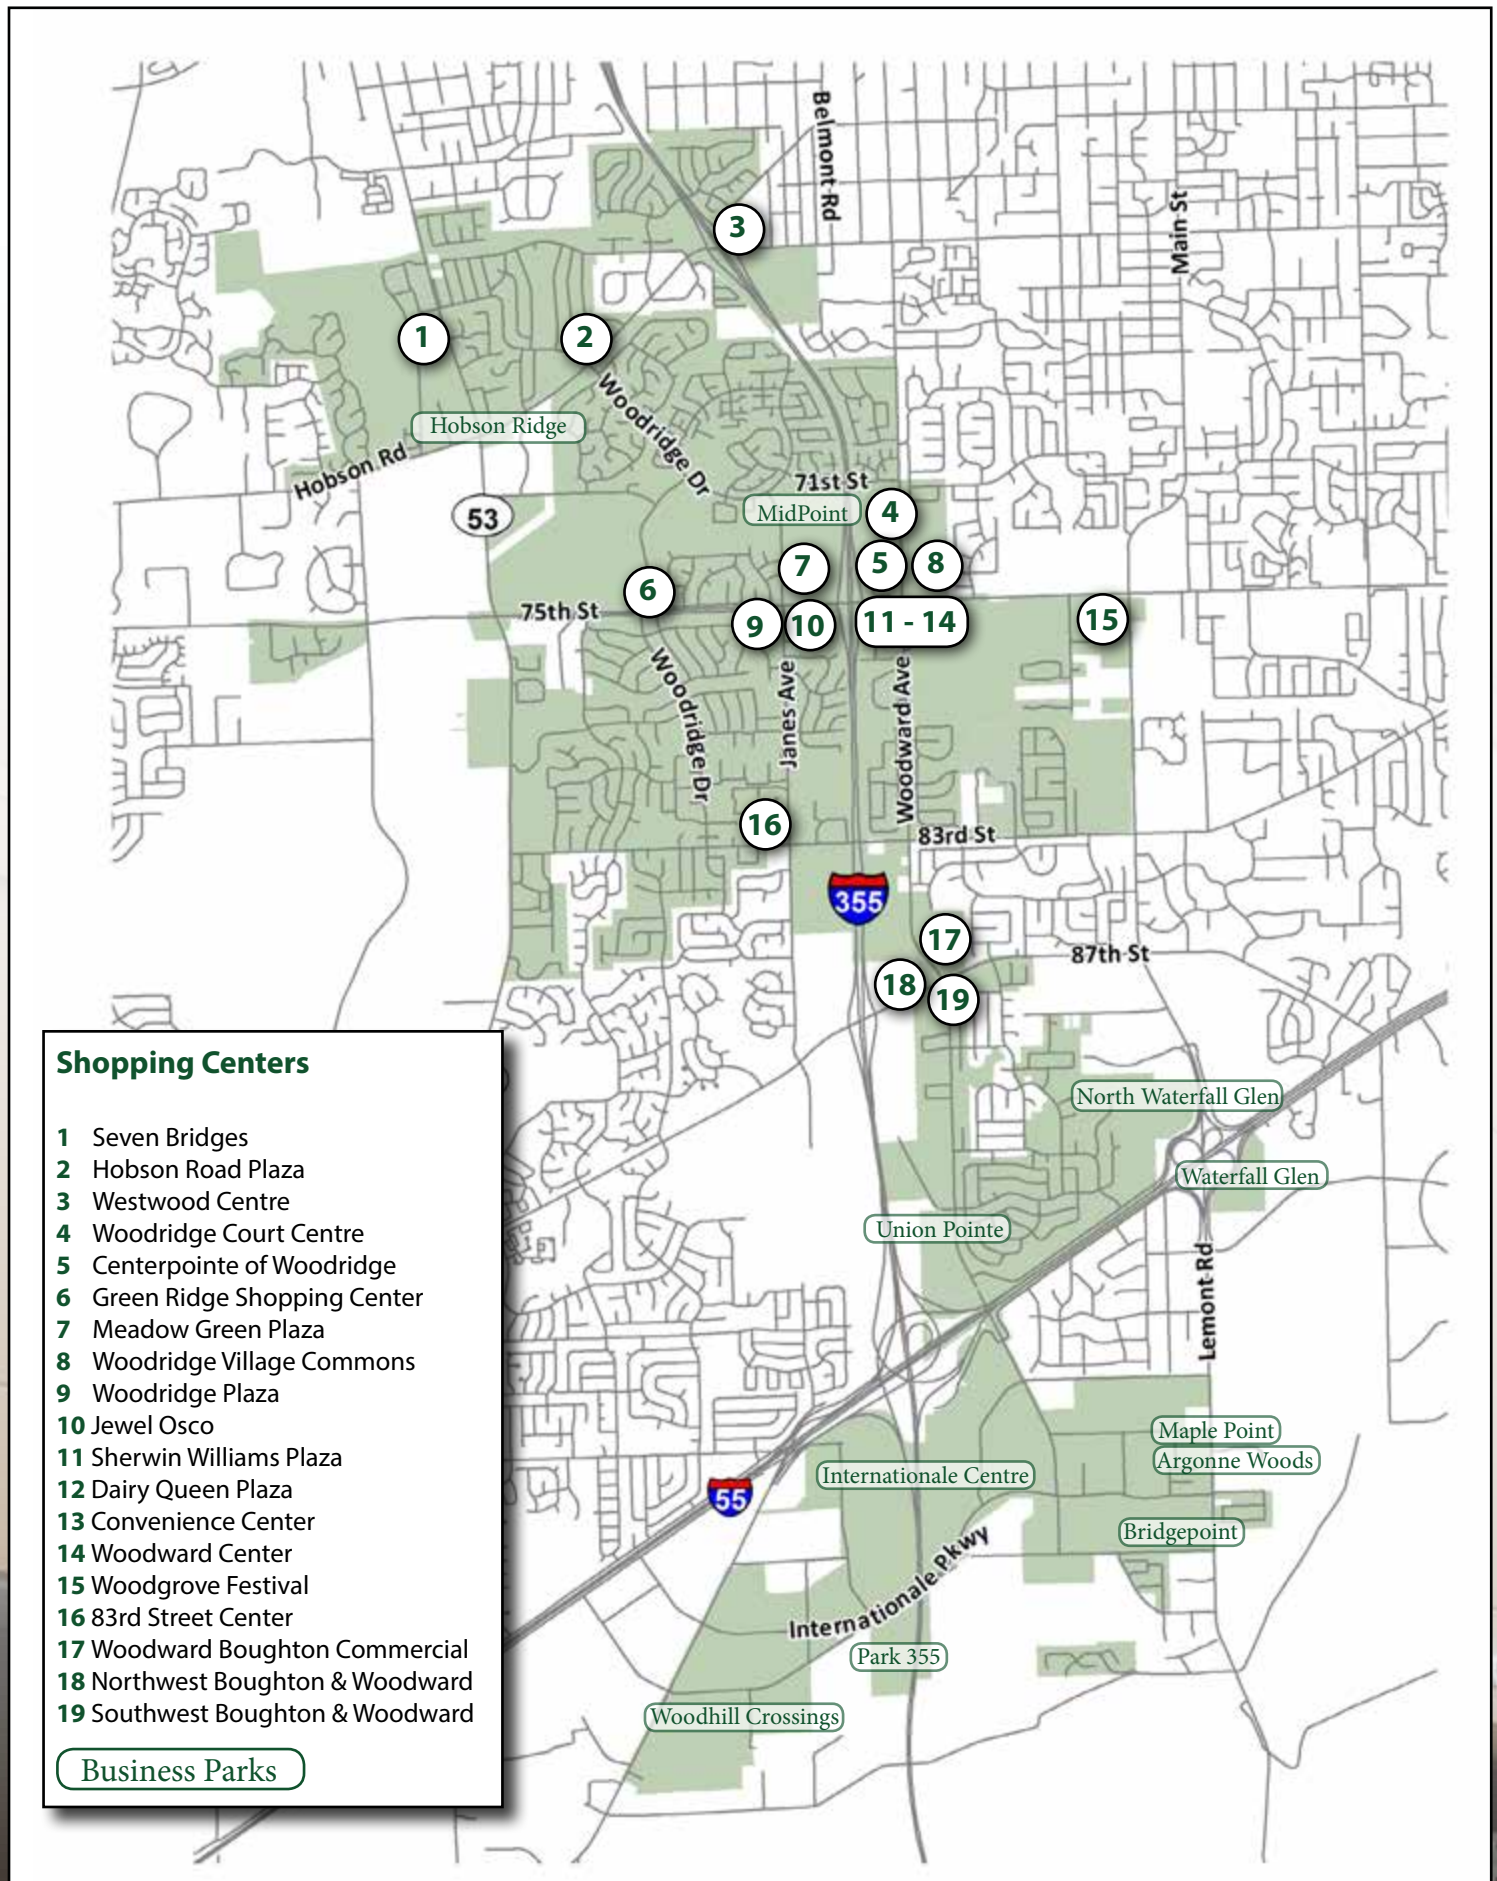 Belmont Rd
Main St
3
1
2
Woodridge Dr
Hobson Ridge
Hobson Rd
71st St
53
MidPoint
4
7
5
8
6
75th St
9
10
11 - 14
15
Woodridge Dr
Janes Ave
Woodward Ave
16
83rd St
355
17
87th St
18
19
North Waterfall Glen
Waterfall Glen
Union Pointe
Lemont Rd
Maple Point
Argonne Woods
Internationale Centre
55
Bridgepoint
Internationale Pkwy
Park 355
Woodhill Crossings
Shopping Centers
1 Seven Bridges
2 Hobson Road Plaza
3 Westwood Centre
4 Woodridge Court Centre
5 Centerpointe of Woodridge
6 Green Ridge Shopping Center
7 Meadow Green Plaza
8 Woodridge Village Commons
9 Woodridge Plaza
10 Jewel Osco
11 Sherwin Williams Plaza
12 Dairy Queen Plaza
13 Convenience Center
14 Woodward Center
15 Woodgrove Festival
16 83rd Street Center
17 Woodward Boughton Commercial
18 Northwest Boughton & Woodward
19 Southwest Boughton & Woodward
Business Parks